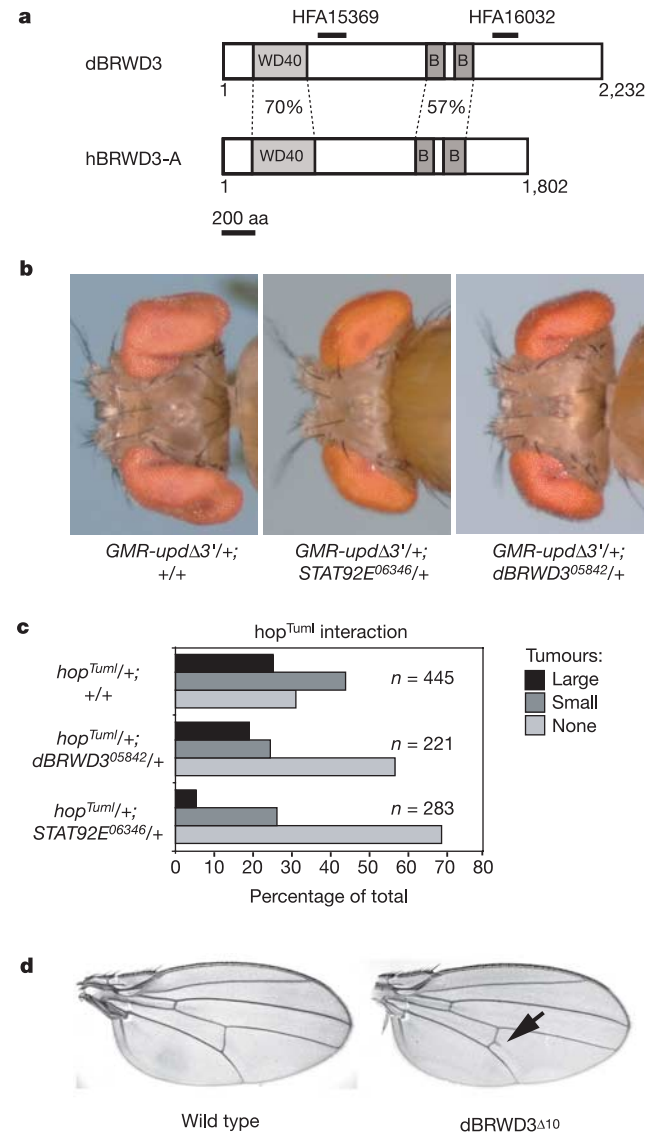 a
HFA15369 HFA16032
dBRWD3 WD40 B B
1 2,232
70% 57%
hBRWD3-A WD40 B B
1 1,802
200 aa
b
GMR-updΔ3'/+; GMR-updΔ3'/+; GMR-updΔ3'/+;
+/+ STAT92E06346/+ dBRWD305842/+
c
hopTuml interaction
hopTuml/+;
+/+
n = 445
hopTuml/+;
dBRWD305842/+
n = 221
hopTuml/+;
STAT92E06346/+
n = 283
Tumours:
Large
Small
None
0 10 20 30 40 50 60 70 80
Percentage of total
d
Wild type dBRWD3Δ10